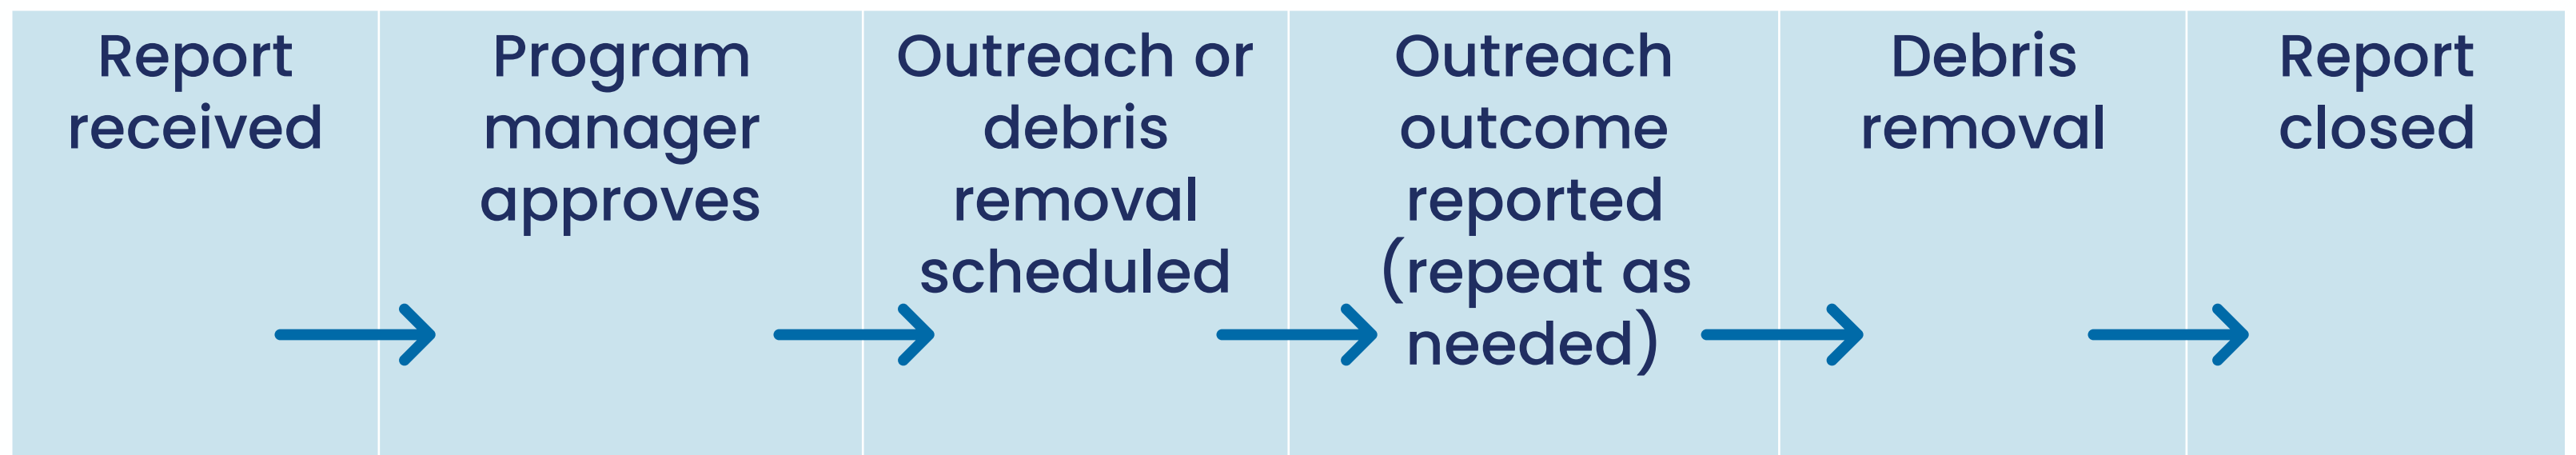 Report
received
Program
manager
approves
Outreach or
debris
removal
scheduled
Outreach
outcome
reported
(repeat as
needed)
Debris
removal
Report
closed